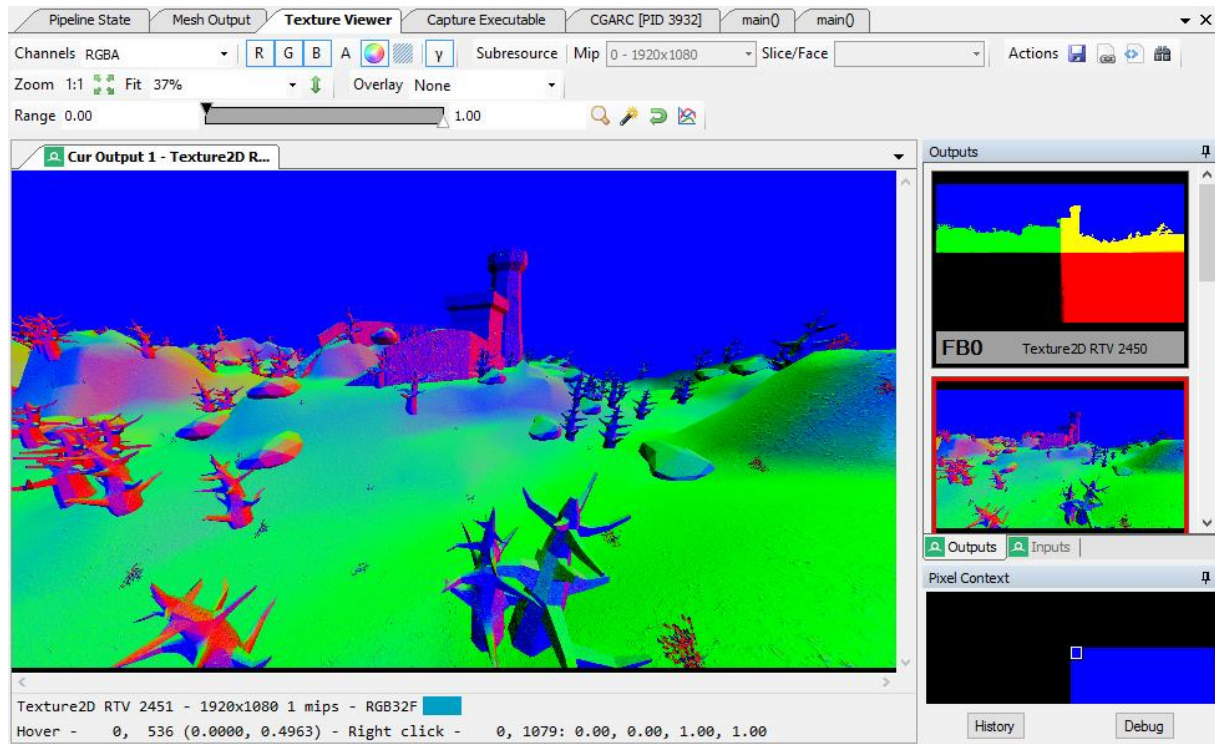 Pipeline State Mesh Output Texture Viewer Capture Executable CGARC [PID 3932] main() main()
Channels RGBA R G B A γ Subresource Mip 0 - 1920x1080 Slice/Face Actions
Zoom 1:1 Fit 37% Overlay None
Range 0.00 1.00
Cur Output 1 - Texture2D R...
Outputs
FB0 Texture2D RTV 2450
Outputs Inputs
Pixel Context
Texture2D RTV 2451 - 1920x1080 1 mips - RGB32F
Hover - 0, 536 (0.0000, 0.4963) - Right click - 0, 1079: 0.00, 0.00, 1.00, 1.00
History Debug